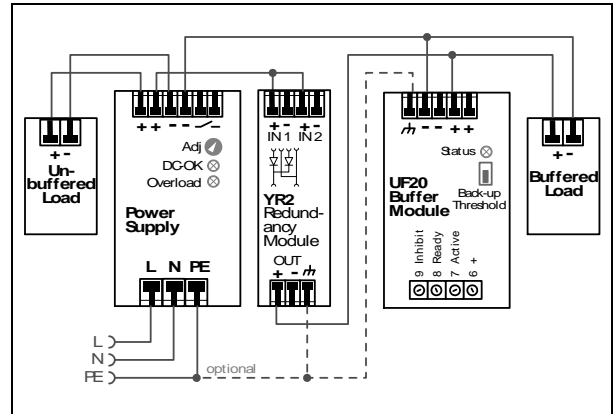 + -
Un-
buffered
Load
+ + - - -
Adj
DC-OK
Overload
Power
Supply
L N PE
+ - + -
IN 1 IN 2
YR2
Redund-
ancy
Module
OUT
+ -
- - + +
Status
UF20
Buffer
Module
Back-up
Threshold
9 Inhibit
8 Ready
7 Active
6 +
+ -
Buffered
Load
L
N
PE
optional